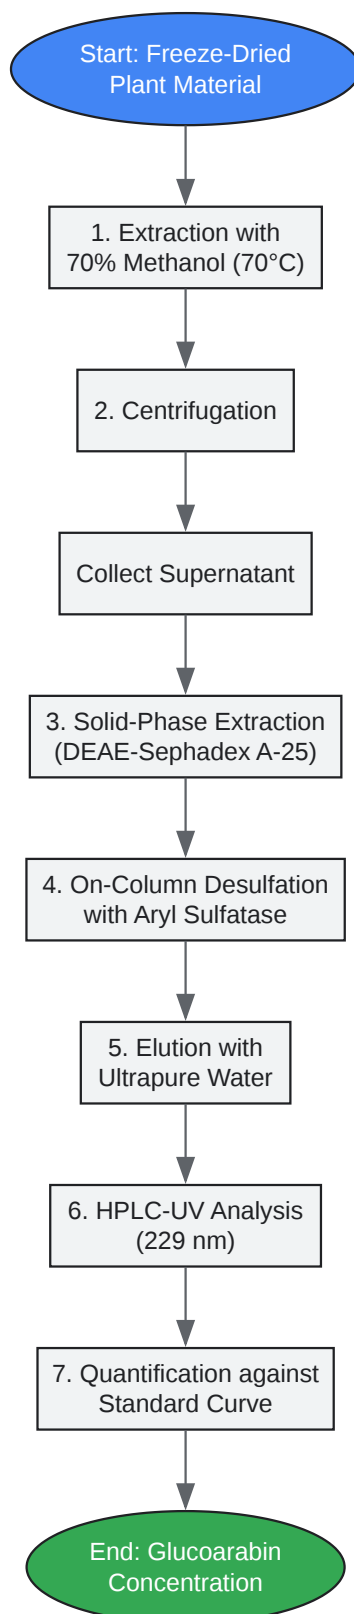 Start: Freeze-Dried
Plant Material
1. Extraction with
70% Methanol (70°C)
2. Centrifugation
Collect Supernatant
3. Solid-Phase Extraction
(DEAE-Sephadex A-25)
4. On-Column Desulfation
with Aryl Sulfatase
5. Elution with
Ultrapure Water
6. HPLC-UV Analysis
(229 nm)
7. Quantification against
Standard Curve
End: Glucoarabin
Concentration